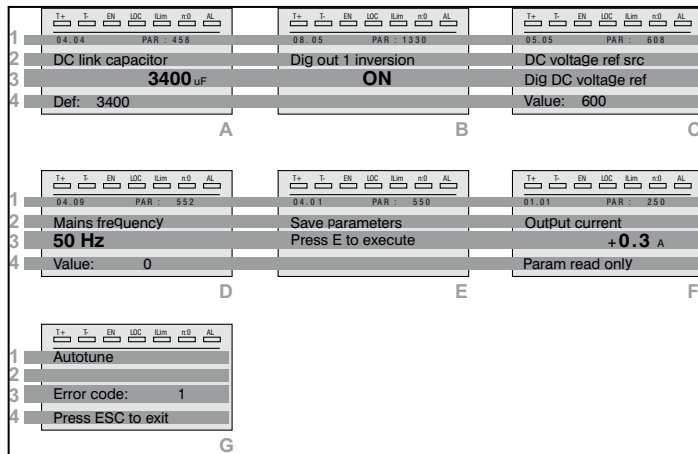 T+ T- EN LOC ILim n:0 AL
1 04.04 PAR : 458
2 DC link capacitor
3 3400 uF
4 Def: 3400
A
T+ T- EN LOC ILim n:0 AL
08.05 PAR : 1330
Dig out 1 inversion
ON
B
T+ T- EN LOC ILim n:0 AL
05.05 PAR : 608
DC voltage ref src
Dig DC voltage ref
Value: 600
C
T+ T- EN LOC ILim n:0 AL
1 04.09 PAR : 552
2 Mains frequency
3 50 Hz
4 Value: 0
D
T+ T- EN LOC ILim n:0 AL
04.01 PAR : 550
Save parameters
Press E to execute
E
T+ T- EN LOC ILim n:0 AL
01.01 PAR : 250
Output current
+0.3 A
Param read only
F
T+ T- EN LOC ILim n:0 AL
1 Autotune
2
3 Error code: 1
4 Press ESC to exit
G